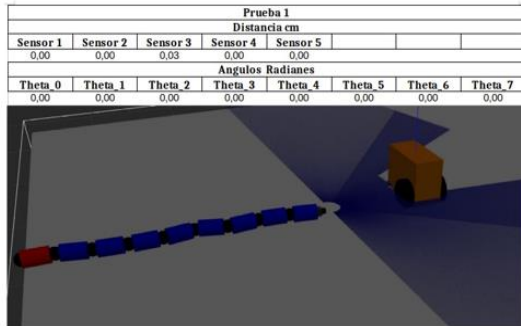 Prueba 1
Distancia cm
Sensor 1 Sensor 2 Sensor 3 Sensor 4 Sensor 5
0,00 0,00 0,03 0,00 0,00
Angulos Radianes
Theta_0 Theta_1 Theta_2 Theta_3 Theta_4 Theta_5 Theta_6 Theta_7
0,00 0,00 0,00 0,00 0,00 0,00 0,00 0,00